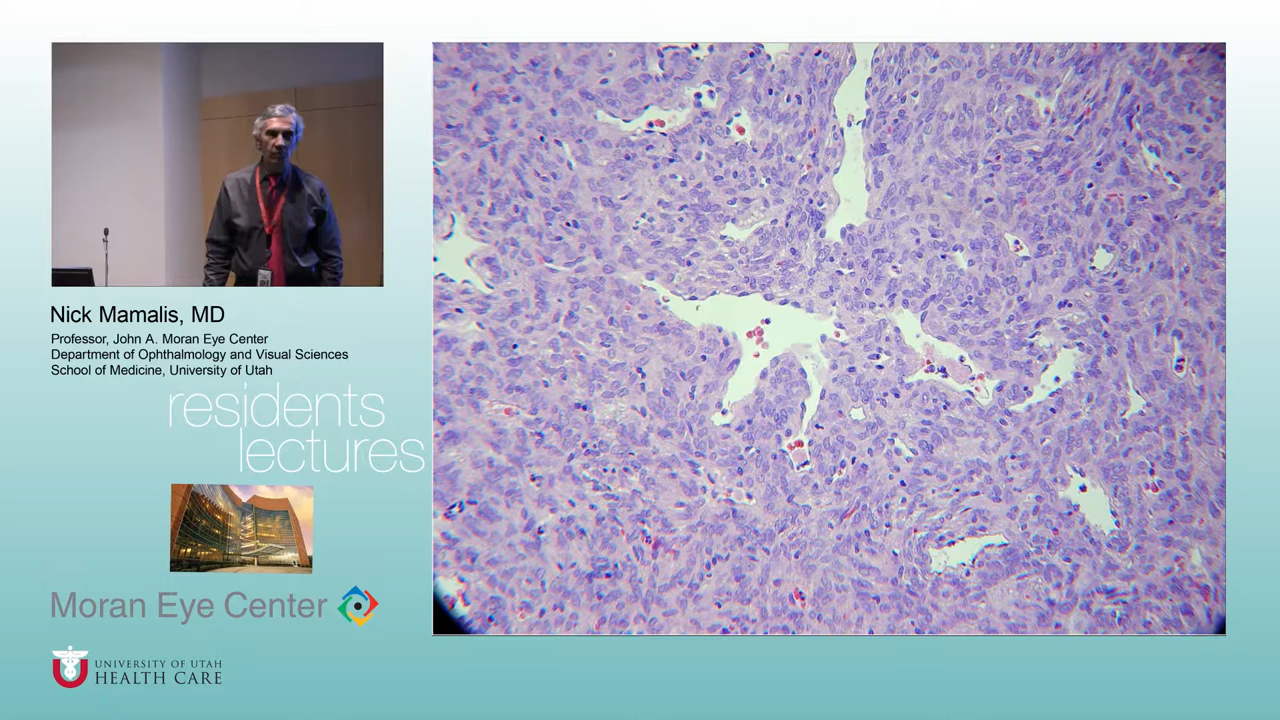 Nick Mamalis, MD
Professor, John A. Moran Eye Center
Department of Ophthalmology and Visual Sciences
School of Medicine, University of Utah
residents
lectures
Moran Eye Center
UNIVERSITY OF UTAH
HEALTH CARE